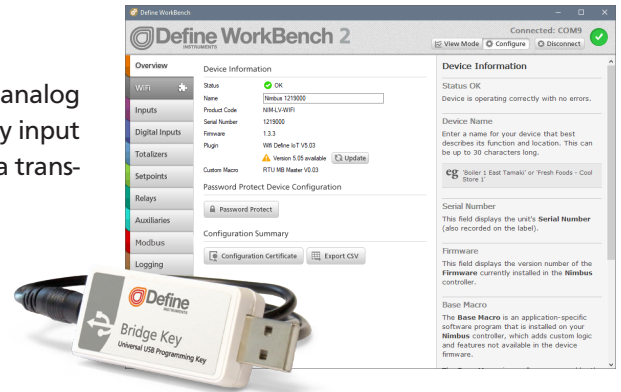 analog
y input
a trans-
Define WorkBench
Define WorkBench 2
INSTRUMENTS
Connected: COM9
View Mode Configure Disconnect
Overview
WiFi
Inputs
Digital Inputs
Totalizers
Setpoints
Relays
Auxiliaries
Modbus
Logging
Device Information
Status OK
Name Nimbus 1219000
Product Code NIM-LV-WIFI
Serial Number 1219000
Firmware 1.3.3
Plugin Wifi Define IoT V5.03
Version 5.05 available Update
Custom Macro RTU MB Master V0.03
Password Protect Device Configuration
Password Protect
Configuration Summary
Configuration Certificate Export CSV
Device Information
Status OK
Device is operating correctly with no errors.
Device Name
Enter a name for your device that best
describes its function and location. This can
be up to 30 characters long.
eg 'Boiler 1 East Tamaki' or 'Fresh Foods - Cool
Store 1'
Serial Number
This field displays the unit's Serial Number
(also recorded on the label).
Firmware
This field displays the version number of the
Firmware currently installed in the Nimbus
controller.
Base Macro
The Base Macro is an application-specific
software program that is installed on your
Nimbus controller, which adds custom logic
and features not available in the device
firmware.
Define
INSTRUMENTS
Bridge Key
Universal USB Programming Key